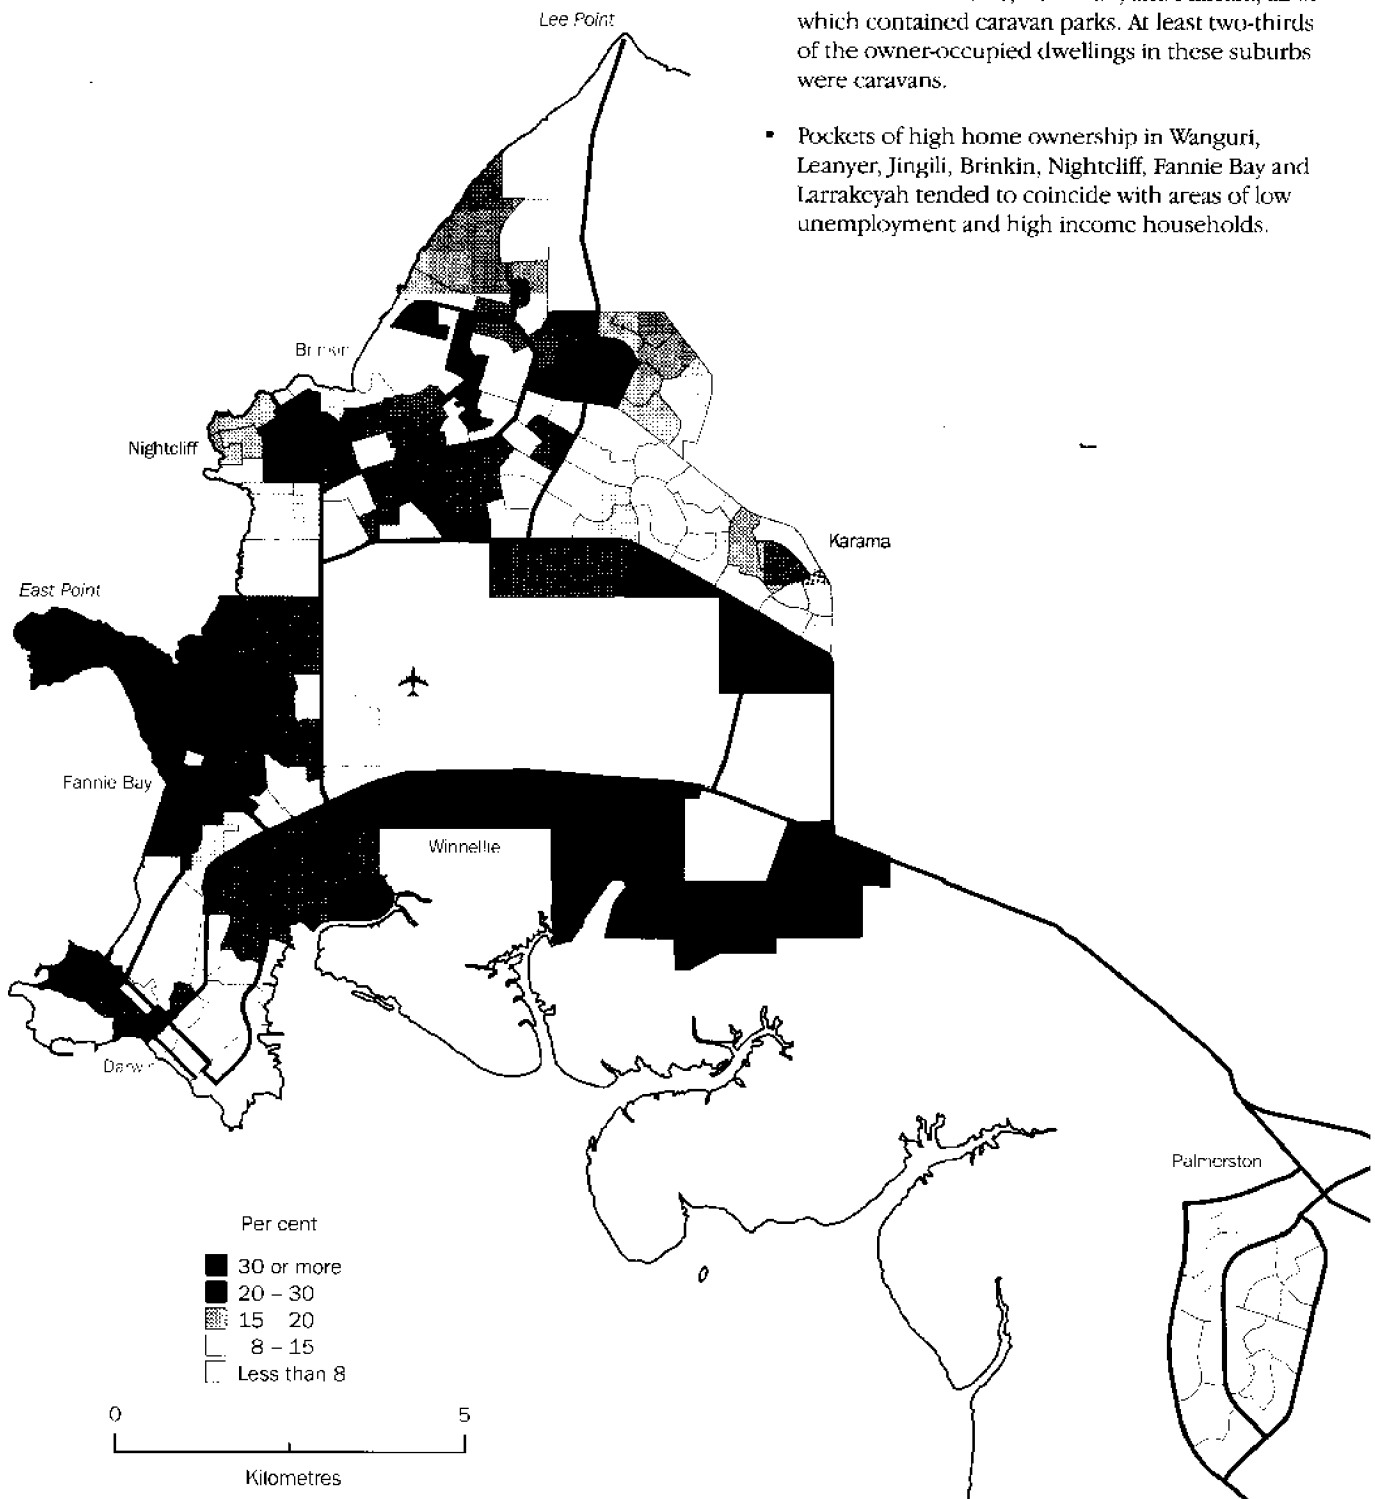 Lee Point
which contained caravan parks. At least two-thirds
of the owner-occupied dwellings in these suburbs
were caravans.
▪ Pockets of high home ownership in Wanguri,
Leanyer, Jingili, Brinkin, Nightcliff, Fannie Bay and
Larrakeyah tended to coincide with areas of low
unemployment and high income households.
Brinkin
Nightcliff
Karama
East Point
Fannie Bay
Winnellie
Darwin
Palmerston
Per cent
30 or more
20 – 30
15 20
8 – 15
Less than 8
0 5
Kilometres